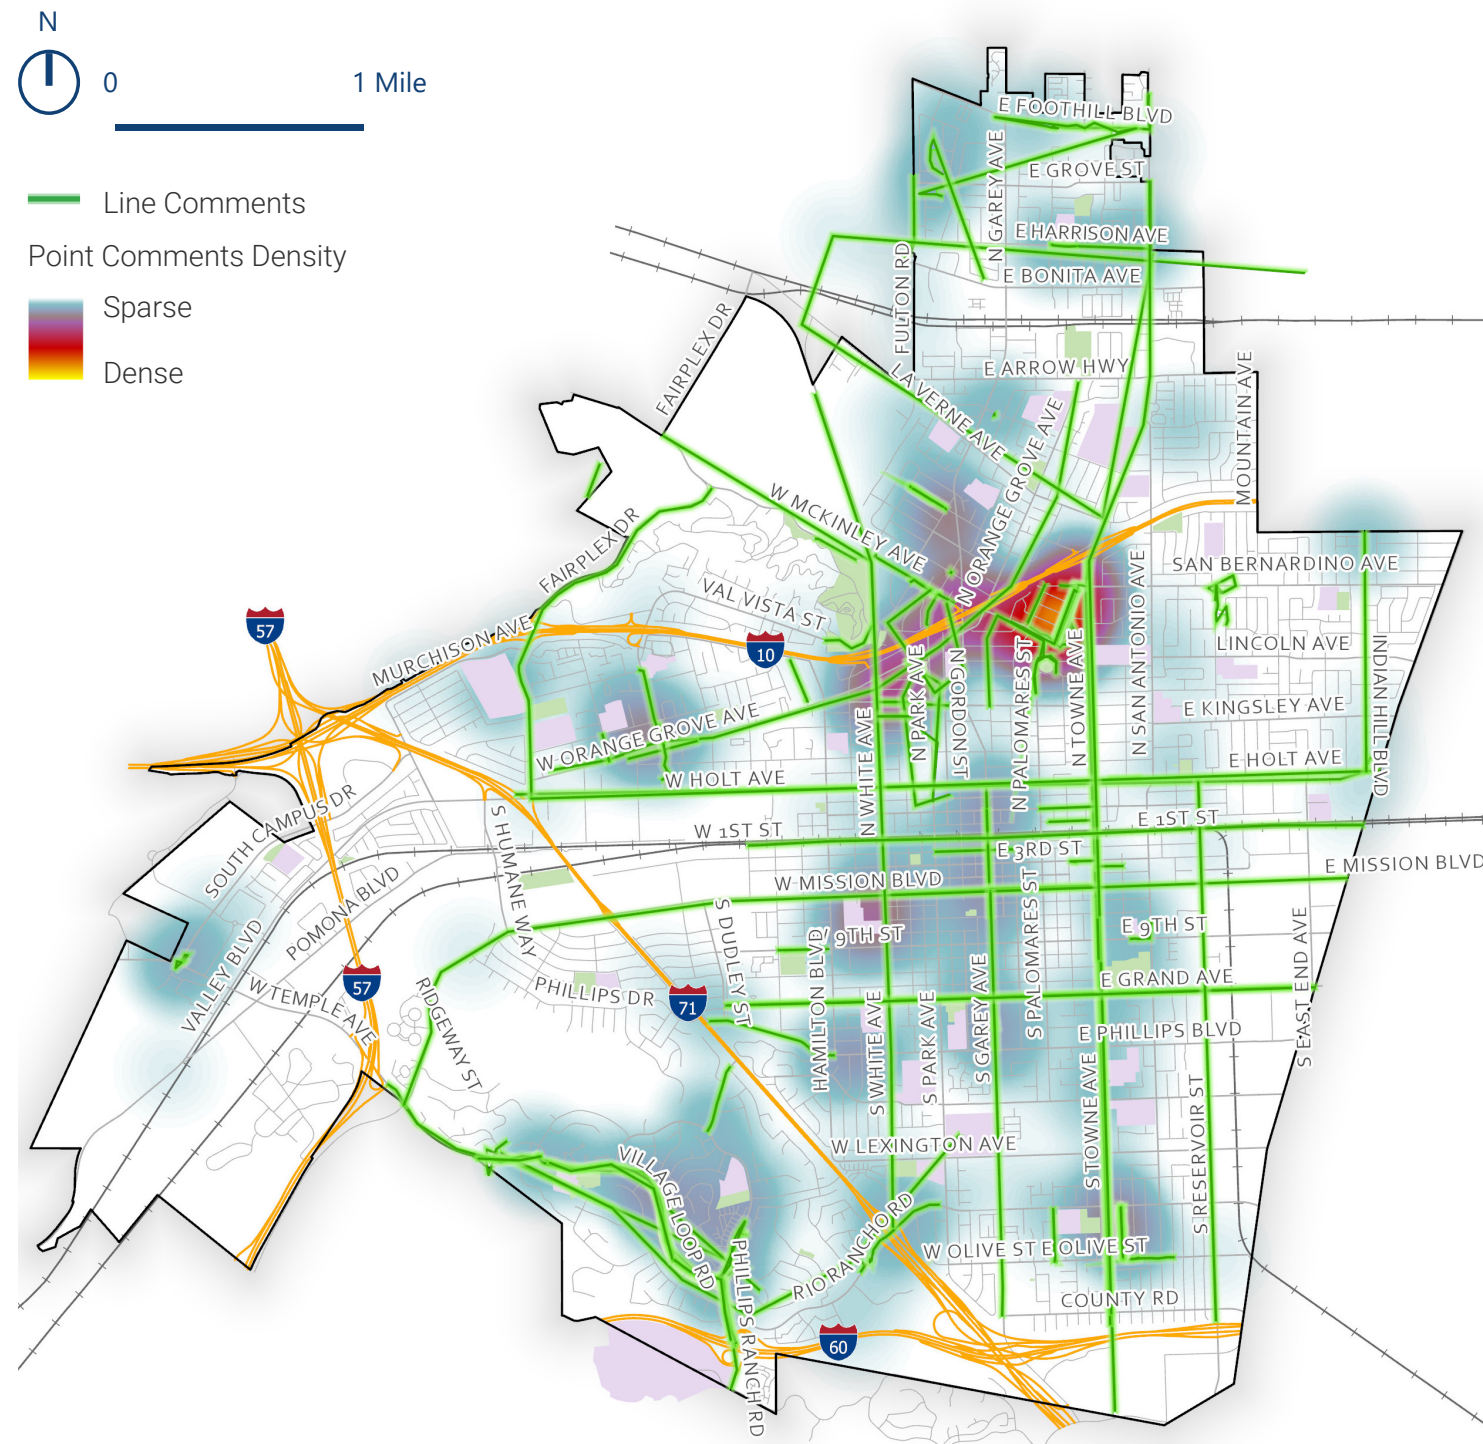 N
0
1 Mile
Line Comments
Point Comments Density
Sparse
Dense
E FOOTHILL BLVD
N GAREY AVE
E GROVE ST
E HARRISON AVE
FULTON RD
E BONITA AVE
FAIRPLEX DR
LA VERNE AVE
E ARROW HWY
MOUNTAIN AVE
N ORANGE GROVE AVE
W MCKINLEY AVE
FAIRPLEX DR
VAL VISTA ST
SAN BERNARDINO AVE
57
10
MURCHISON AVE
LINCOLN AVE
N PARK AVE
N GORDON ST
N PALOMARES ST
N TOWNE AVE
N SAN ANTONIO AVE
INDIAN HILL BLVD
E KINGSLEY AVE
W ORANGE GROVE AVE
N WHITE AVE
W HOLT AVE
E HOLT AVE
SOUTH CAMPUS DR
S HUMANE WAY
W 1ST ST
E 1ST ST
E 3RD ST
E MISSION BLVD
W MISSION BLVD
POMONA BLVD
VALLEY BLVD
S DUDLEY ST
9TH ST
E 9TH ST
HAMILTON BLVD
S PALOMARES ST
S EAST END AVE
57
W TEMPLE AVE
RIDGEWAY ST
PHILLIPS DR
71
E GRAND AVE
S WHITE AVE
S PARK AVE
S GAREY AVE
E PHILLIPS BLVD
S TOWNE AVE
S RESERVOIR ST
W LEXINGTON AVE
VILLAGE LOOP RD
RIO RANCHO RD
W OLIVE ST
E OLIVE ST
PHILLIPS RANCH RD
COUNTY RD
60